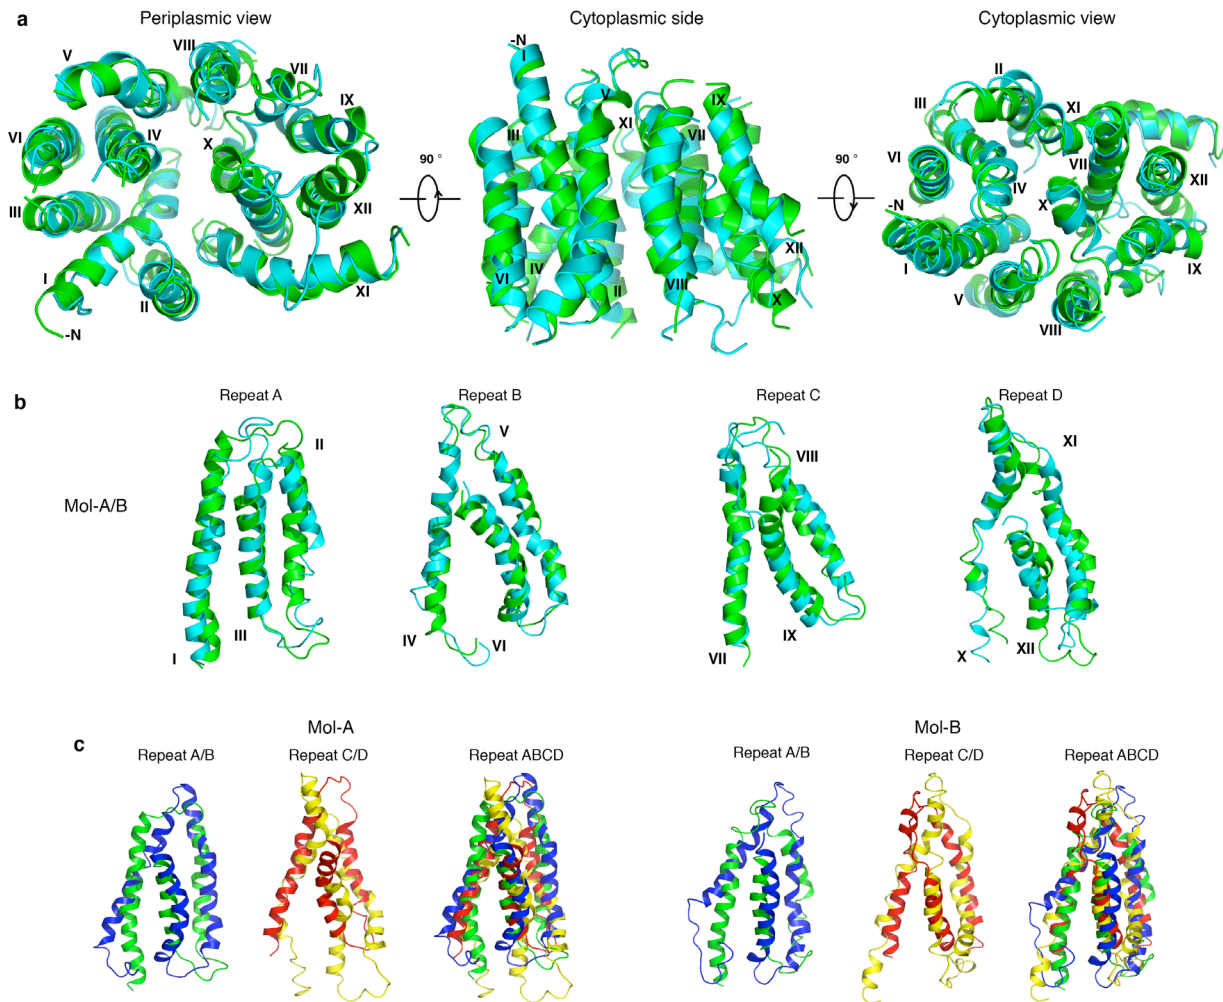 a
Periplasmic view
Cytoplasmic side
Cytoplasmic view
V
VIII
VII
IX
VI
IV
X
III
XII
I
II
XI
-N
90 °
-N
I
V
IX
III
XI
VII
VI
IV
II
VIII
XII
X
90 °
II
III
XI
VI
VII
IV
XII
-N
X
I
IX
V
VIII
b
Repeat A
Repeat B
Repeat C
Repeat D
Mol-A/B
II
III
I
V
IV
VI
VIII
IX
VII
XI
X
XII
c
Mol-A
Mol-B
Repeat A/B
Repeat C/D
Repeat ABCD
Repeat A/B
Repeat C/D
Repeat ABCD